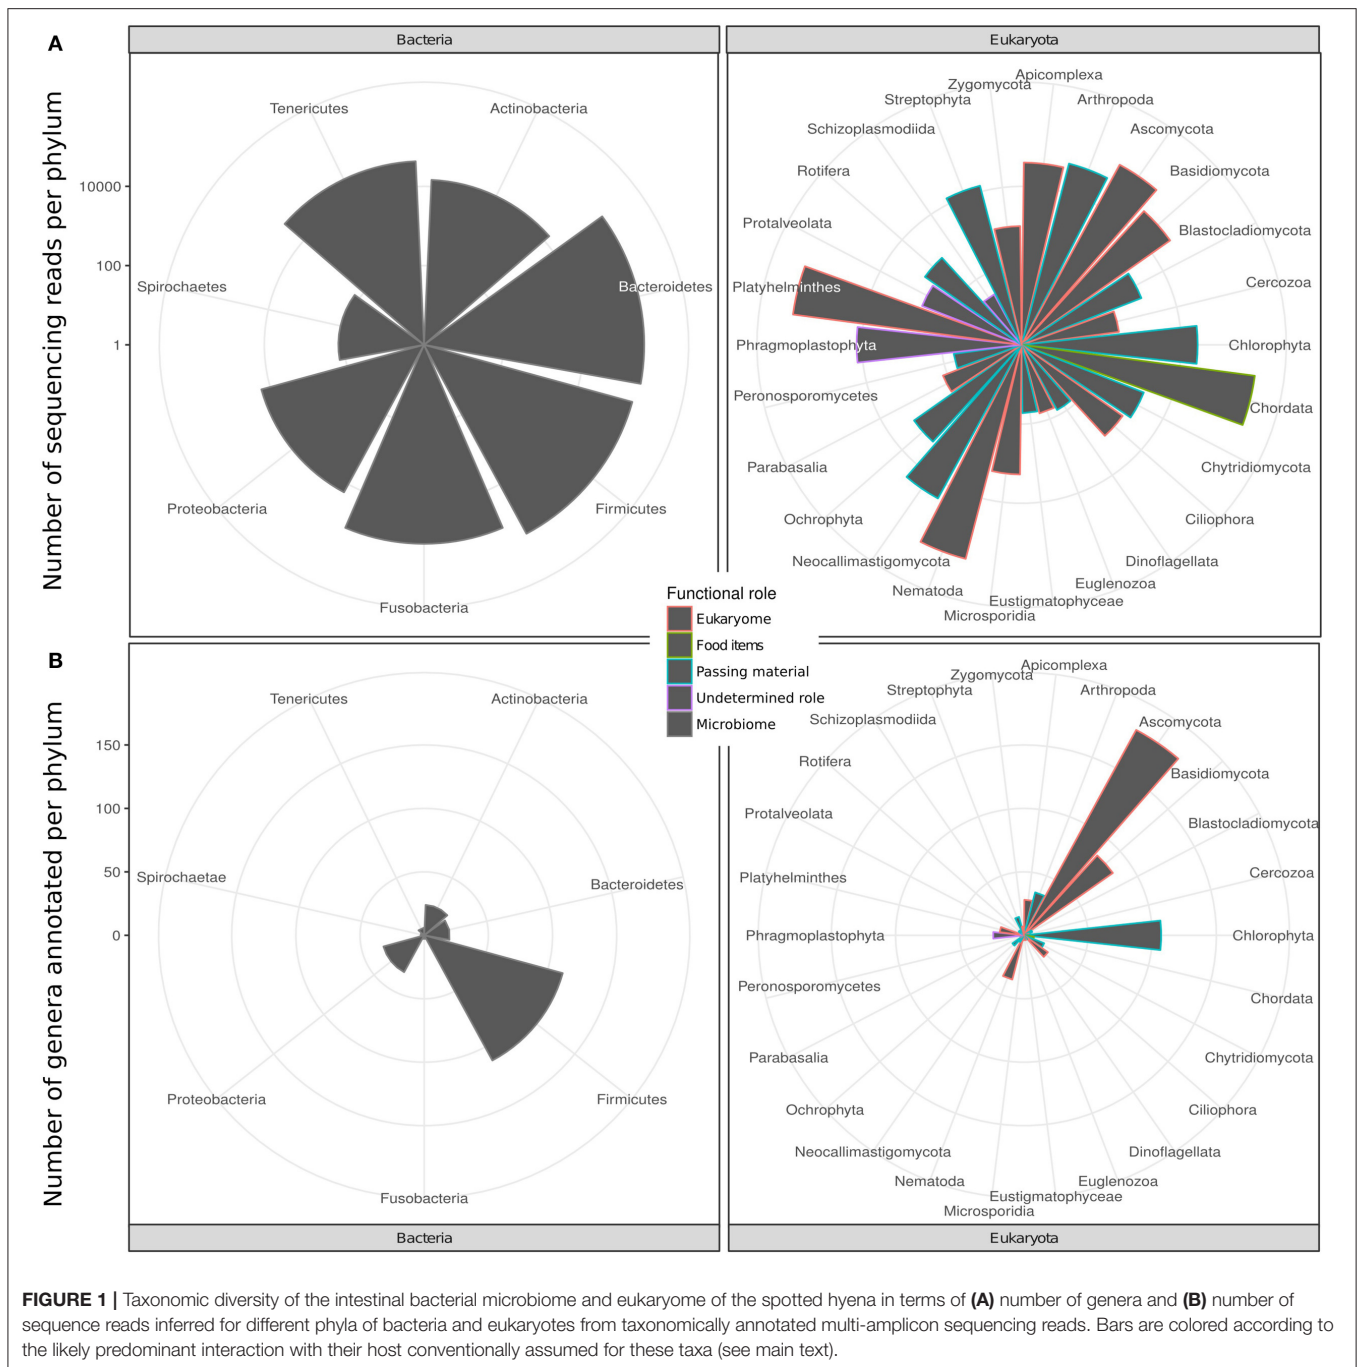 A
Bacteria
Eukaryota
Number of sequencing reads per phylum
10000
100
1
Tenericutes
Actinobacteria
Spirochaetes
Bacteroidetes
Proteobacteria
Firmicutes
Fusobacteria
Apicomplexa
Zygomycota
Arthropoda
Streptophyta
Ascomycota
Schizoplasmodiida
Basidiomycota
Rotifera
Blastocladiomycota
Protalveolata
Cercozoa
Platyhelminthes
Chlorophyta
Phragmoplastophyta
Chordata
Peronosporomycetes
Chytridiomycota
Parabasalia
Ciliophora
Ochrophyta
Dinoflagellata
Neocallimastigomycota
Euglenozoa
Nematoda
Eustigmatophyceae
Microsporidia
Functional role
Eukaryome
Food items
Passing material
Undetermined role
Microbiome
B
Number of genera annotated per phylum
150
100
50
0
Tenericutes
Actinobacteria
Spirochaetae
Bacteroidetes
Proteobacteria
Firmicutes
Fusobacteria
Apicomplexa
Zygomycota
Arthropoda
Streptophyta
Ascomycota
Schizoplasmodiida
Basidiomycota
Rotifera
Blastocladiomycota
Protalveolata
Cercozoa
Platyhelminthes
Chlorophyta
Phragmoplastophyta
Chordata
Peronosporomycetes
Chytridiomycota
Parabasalia
Ciliophora
Ochrophyta
Dinoflagellata
Neocallimastigomycota
Euglenozoa
Nematoda
Eustigmatophyceae
Microsporidia
Bacteria
Eukaryota
FIGURE 1 | Taxonomic diversity of the intestinal bacterial microbiome and eukaryome of the spotted hyena in terms of (A) number of genera and (B) number of
sequence reads inferred for different phyla of bacteria and eukaryotes from taxonomically annotated multi-amplicon sequencing reads. Bars are colored according to
the likely predominant interaction with their host conventionally assumed for these taxa (see main text).